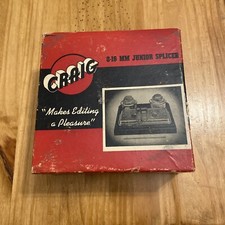 CRAIG
8-16 MM JUNIOR SPLICER
"Makes Editing
a Pleasure"